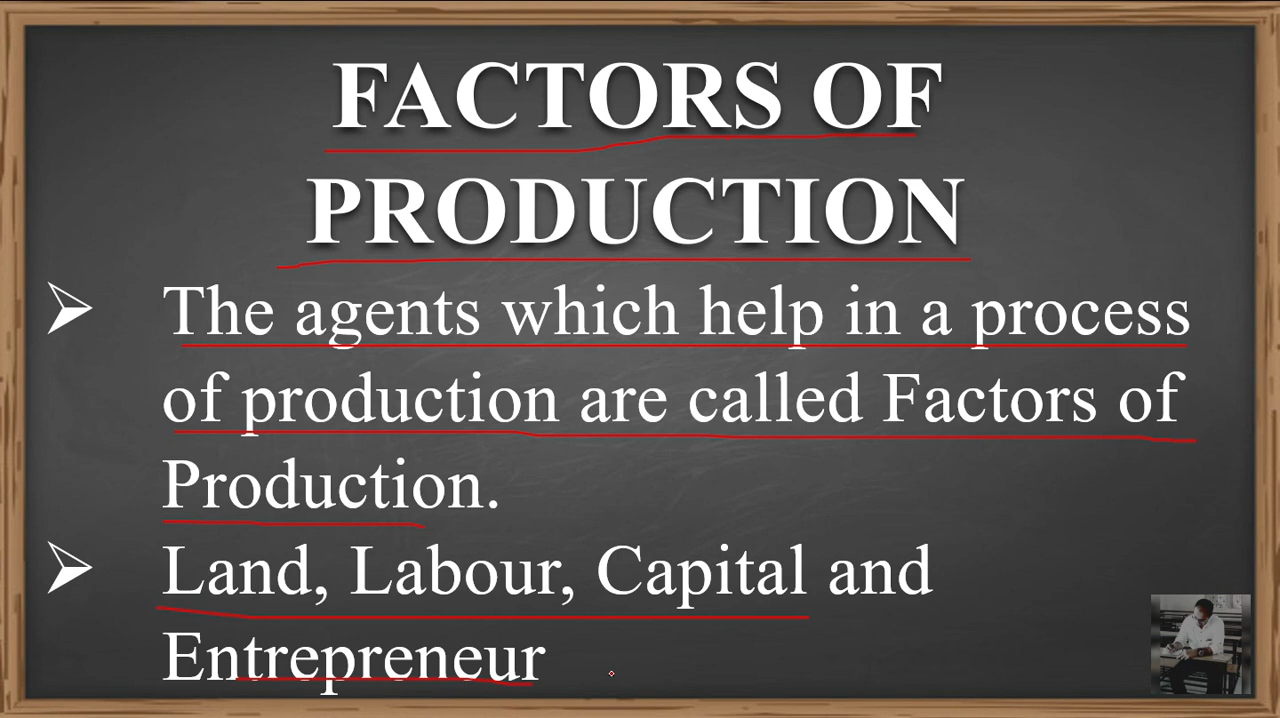 FACTORS OF
PRODUCTION
The agents which help in a process
of production are called Factors of
Production.
Land, Labour, Capital and
Entrepreneur